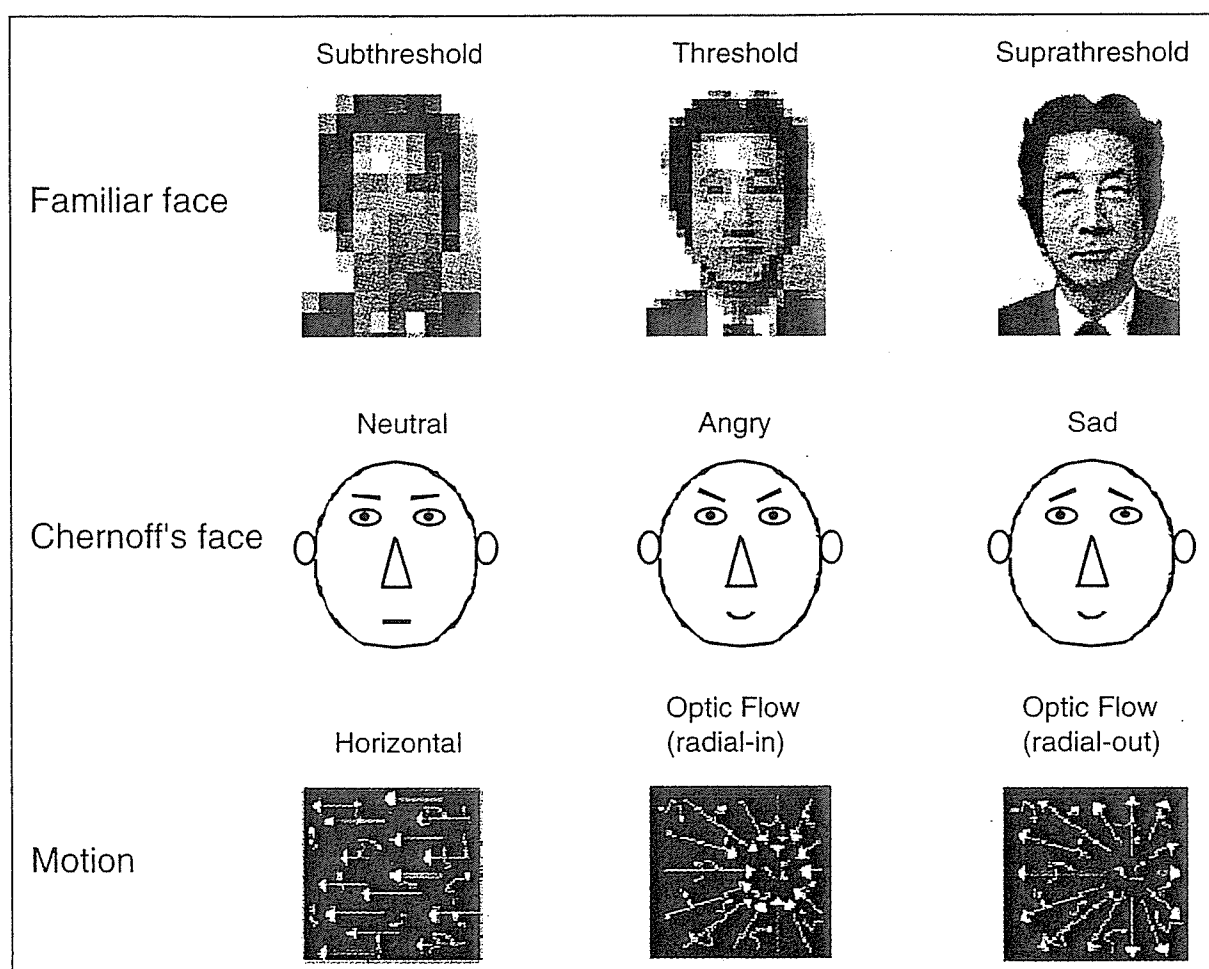 Subthreshold Threshold Suprathreshold
Familiar face
Neutral Angry Sad
Chernoff's face
Optic Flow Optic Flow
Horizontal (radial-in) (radial-out)
Motion